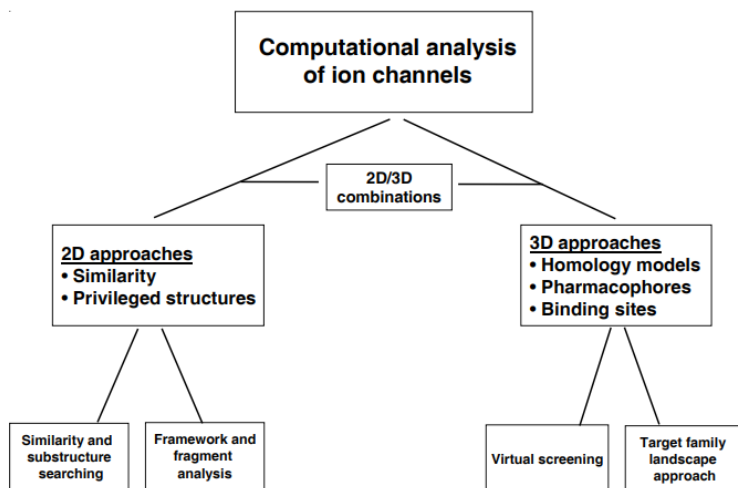 Computational analysis
of ion channels
2D/3D
combinations
2D approaches
• Similarity
• Privileged structures
3D approaches
• Homology models
• Pharmacophores
• Binding sites
Similarity and
substructure
searching
Framework and
fragment
analysis
Virtual screening
Target family
landscape
approach